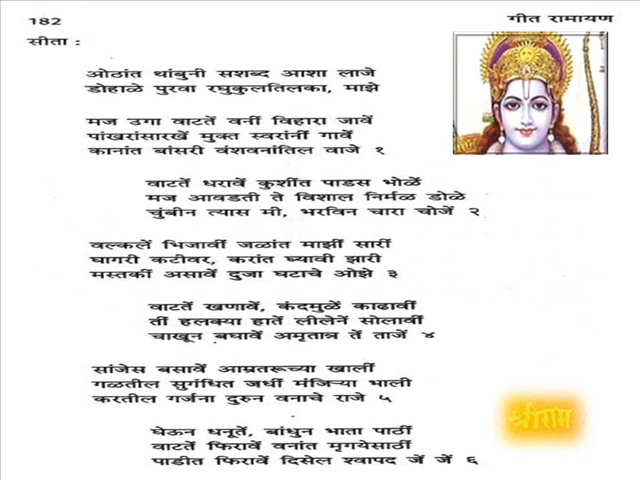 182
गीत रामायण
सीता :
ओठांत थांबुनी सशब्द आशा लाजे
डोहाळे पुरवा रघुकुलतिलका, माझे
मज उगा वाटतें वनीं विहारा जावें
पांखरांसारखें मुक्त स्वरांनीं गावें
कानांत बांसरी वंशवनांतिल वाजे १
वाटतें धरावें कुशींत पाडस भोळें
मज आवडती ते विशाल निर्मळ डोळे
चुंबीन त्यास मी, भरविन चारा चोजें २
वल्कलें भिजावीं जळांत माझीं सारीं
घागरी कटीवर, करांत घ्यावी झारी
मस्तकीं असावें दुजा घटाचे ओझे ३
वाटतें खणावें, कंदमुळें काढावीं
तीं हलक्या हातें लीलेनें सोलावीं
चाखून बघावें अमृतान्न तें ताजें ४
सांजेस बसावें आम्रतरूच्या खालीं
गळतील सुगंधित जधीं मंजिऱ्या भाली
करतील गर्जना दुरुन वनाचे राजे ५
घेऊन धनूतें, बांधुन भाता पाठीं
वाटतें फिरावें वनांत मृगयेसाठीं
पाडीत फिरावें दिसेल श्वापद जें जें ६
श्रीराम